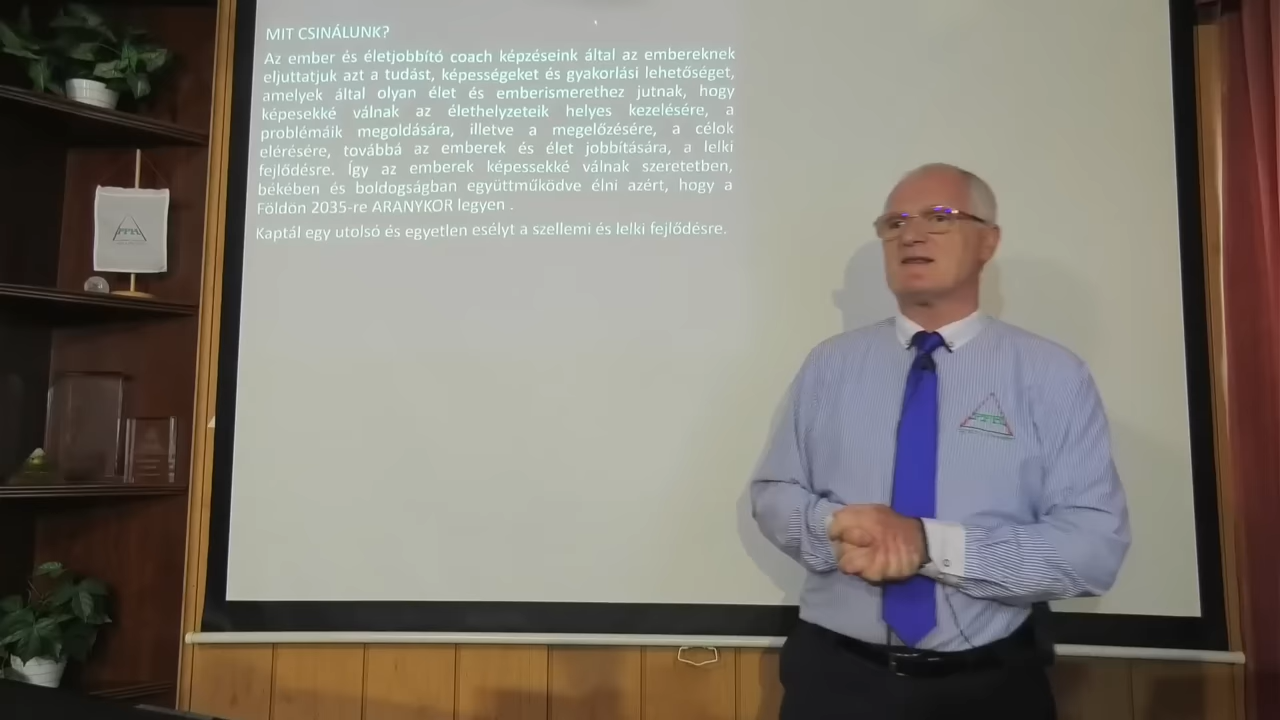 MIT CSINÁLUNK?
Az ember és életjobbító coach képzéseink által az embereknek
eljuttatjuk azt a tudást, képességeket és gyakorlási lehetőséget,
amelyek által olyan élet és emberismerethez jutnak, hogy
képesekké válnak az élethelyzeteik helyes kezelésére, a
problémáik megoldására, illetve a megelőzésére, a célok
elérésére, továbbá az emberek és élet jobbítására, a lelki
fejlődésre. Így az emberek képessekké válnak szeretetben,
békében és boldogságban együttműködve élni azért, hogy a
Földön 2035-re ARANYKOR legyen .
Kaptál egy utolsó és egyetlen esélyt a szellemi és lelki fejlődésre.